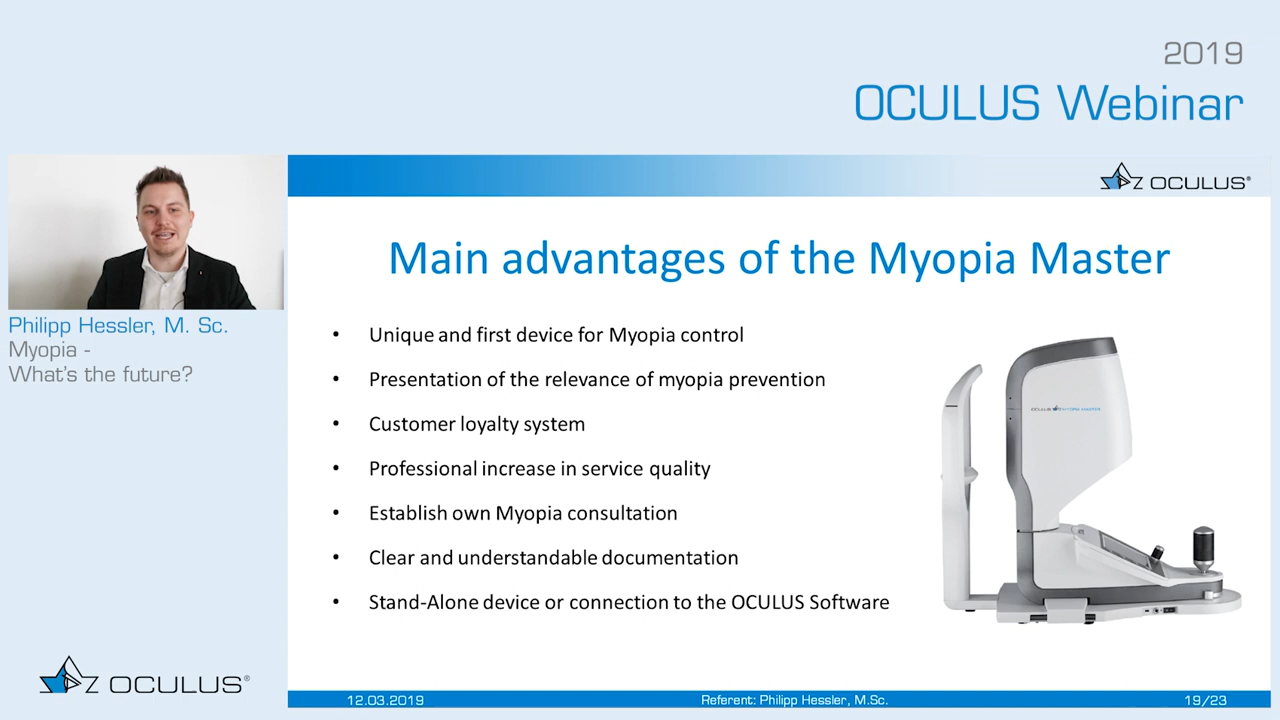 2019
OCULUS Webinar
OCULUS®
Philipp Hessler, M. Sc.
Myopia -
What's the future?
Main advantages of the Myopia Master
• Unique and first device for Myopia control
• Presentation of the relevance of myopia prevention
• Customer loyalty system
• Professional increase in service quality
• Establish own Myopia consultation
• Clear and understandable documentation
• Stand-Alone device or connection to the OCULUS Software
OCULUS MYOPIA MASTER
OCULUS®
12.03.2019 Referent: Philipp Hessler, M.Sc. 19/23